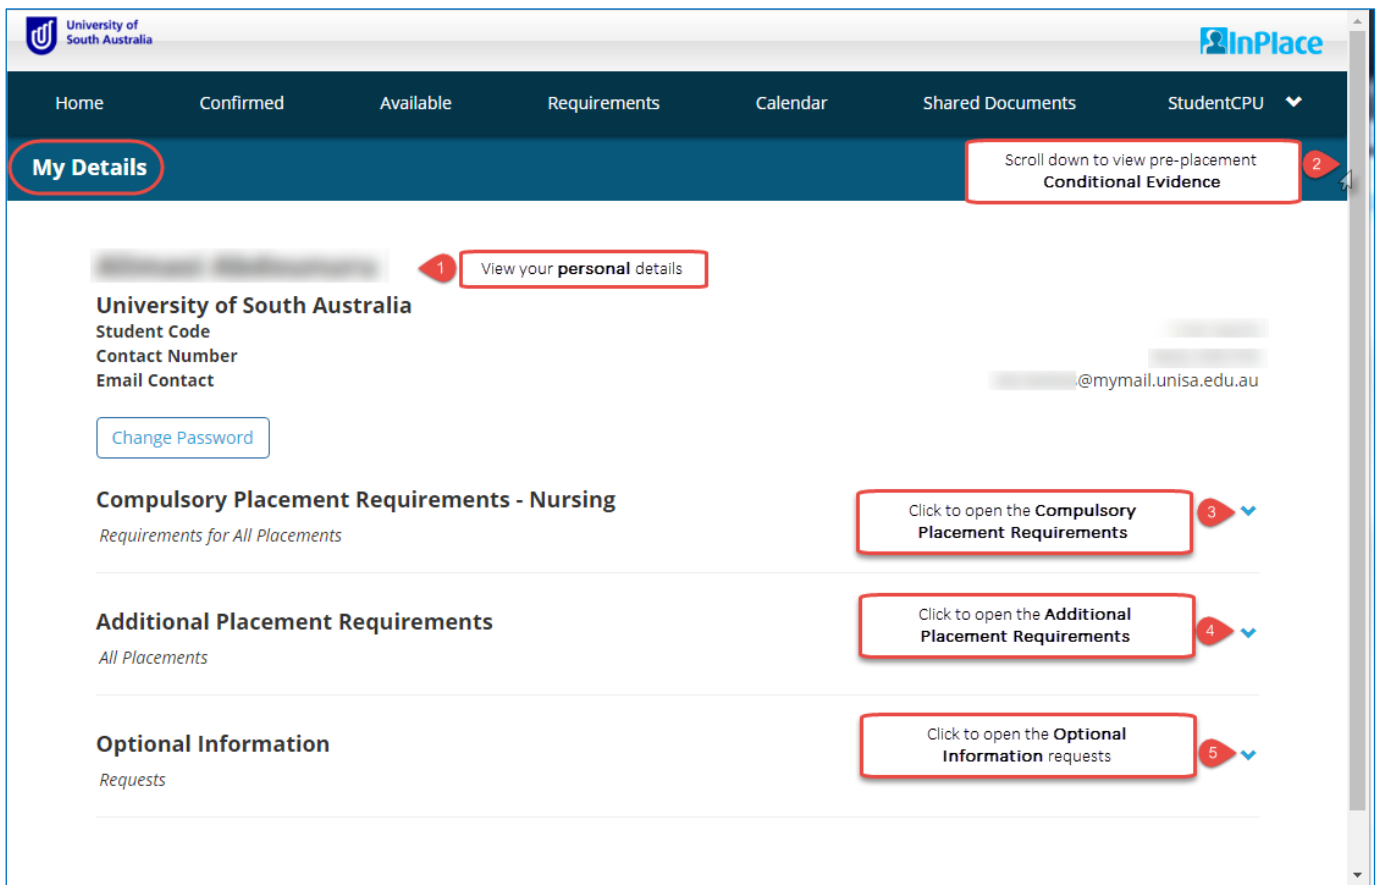 University of
South Australia
InPlace
Home Confirmed Available Requirements Calendar Shared Documents StudentCPU
My Details
Scroll down to view pre-placement
Conditional Evidence
2
1
View your personal details
University of South Australia
Student Code
Contact Number
Email Contact @mymail.unisa.edu.au
Change Password
Compulsory Placement Requirements - Nursing
Requirements for All Placements
Click to open the Compulsory
Placement Requirements
3
Additional Placement Requirements
All Placements
Click to open the Additional
Placement Requirements
4
Optional Information
Requests
Click to open the Optional
Information requests
5